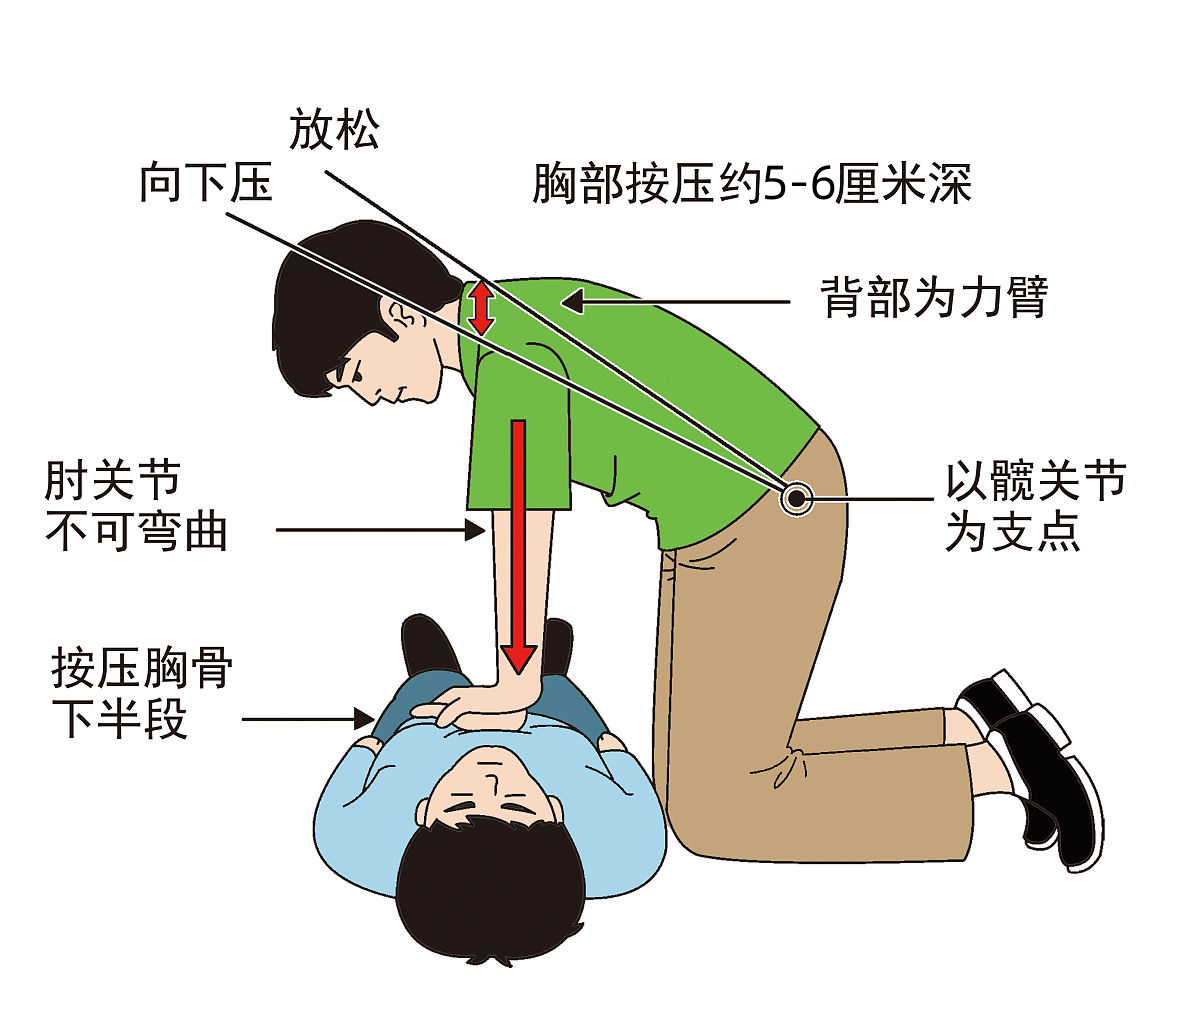 放松
向下压
胸部按压约5-6厘米深
背部为力臂
肘关节
不可弯曲
以髋关节
为支点
按压胸骨
下半段